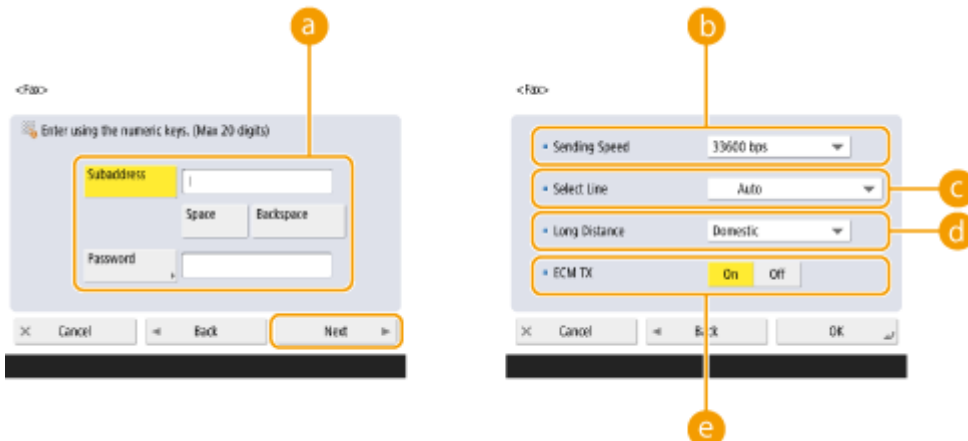 a
b
<Fax>
Enter using the numeric keys. (Max 20 digits)
Subaddress
Space Backspace
Password
× Cancel
Back
Next
<Fax>
Sending Speed 33600 bps
Select Line Auto
c
Long Distance Domestic
d
ECM TX On Off
× Cancel
Back
OK
e